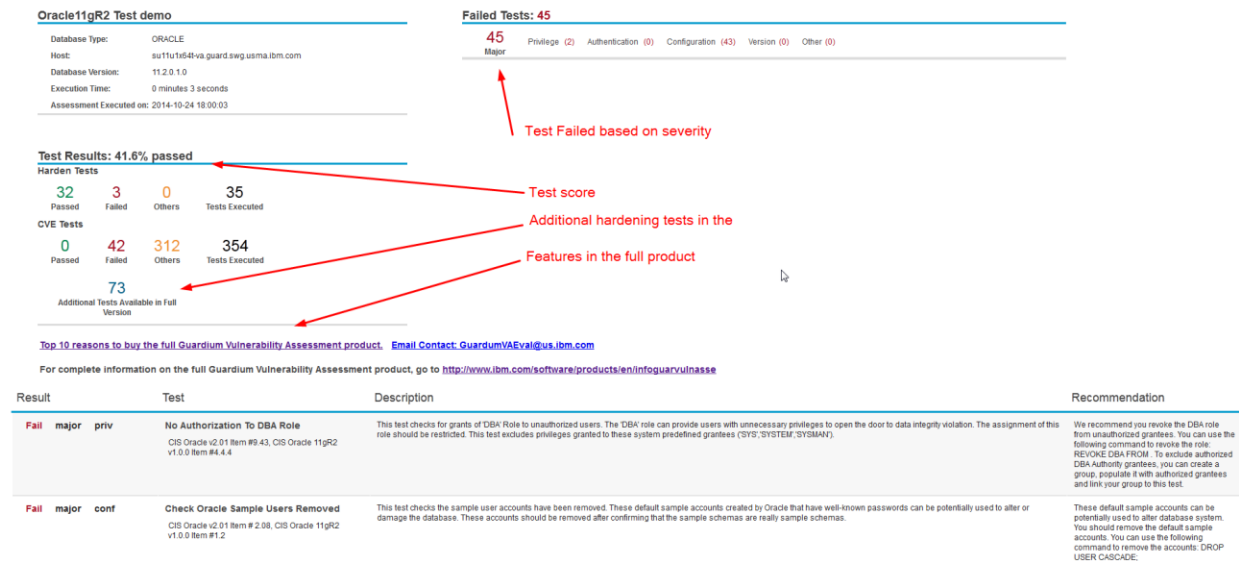 Oracle11gR2 Test demo
Database Type: ORACLE
Host: su11u1x64t-va.guard.swg.usma.ibm.com
Database Version: 11.2.0.1.0
Execution Time: 0 minutes 3 seconds
Assessment Executed on: 2014-10-24 18:00:03
Failed Tests: 45
45
Major
Privilege (2) Authentication (0) Configuration (43) Version (0) Other (0)
Test Failed based on severity
Test Results: 41.6% passed
Harden Tests
32 3 0 35
Passed Failed Others Tests Executed
CVE Tests
0 42 312 354
Passed Failed Others Tests Executed
73
Additional Tests Available in Full
Version
Test score
Additional hardening tests in the
Features in the full product
Top 10 reasons to buy the full Guardium Vulnerability Assessment product. Email Contact: GuardumVAEval@us.ibm.com
For complete information on the full Guardium Vulnerability Assessment product, go to http://www.ibm.com/software/products/en/infoguarvulnasse
Result Test Description Recommendation
Fail major priv
No Authorization To DBA Role
CIS Oracle v2.01 Item #9.43, CIS Oracle 11gR2
v1.0.0 Item #4.4.4
This test checks for grants of 'DBA' Role to unauthorized users. The 'DBA' role can provide users with unnecessary privileges to open the door to data integrity violation. The assignment of this
role should be restricted. This test excludes privileges granted to these system predefined grantees ('SYS','SYSTEM','SYSMAN').
We recommend you revoke the DBA role
from unauthorized grantees. You can use the
following command to revoke the role:
REVOKE DBA FROM . To exclude authorized
DBA Authority grantees, you can create a
group, populate it with authorized grantees
and link your group to this test.
Fail major conf
Check Oracle Sample Users Removed
CIS Oracle v2.01 Item # 2.08, CIS Oracle 11gR2
v1.0.0 Item #1.2
This test checks the sample user accounts have been removed. These default sample accounts created by Oracle that have well-known passwords can be potentially used to alter or
damage the database. These accounts should be removed after confirming that the sample schemas are really sample schemas.
These default sample accounts can be
potentially used to alter database system.
You should remove the default sample
accounts. You can use the following
command to remove the accounts: DROP
USER CASCADE;